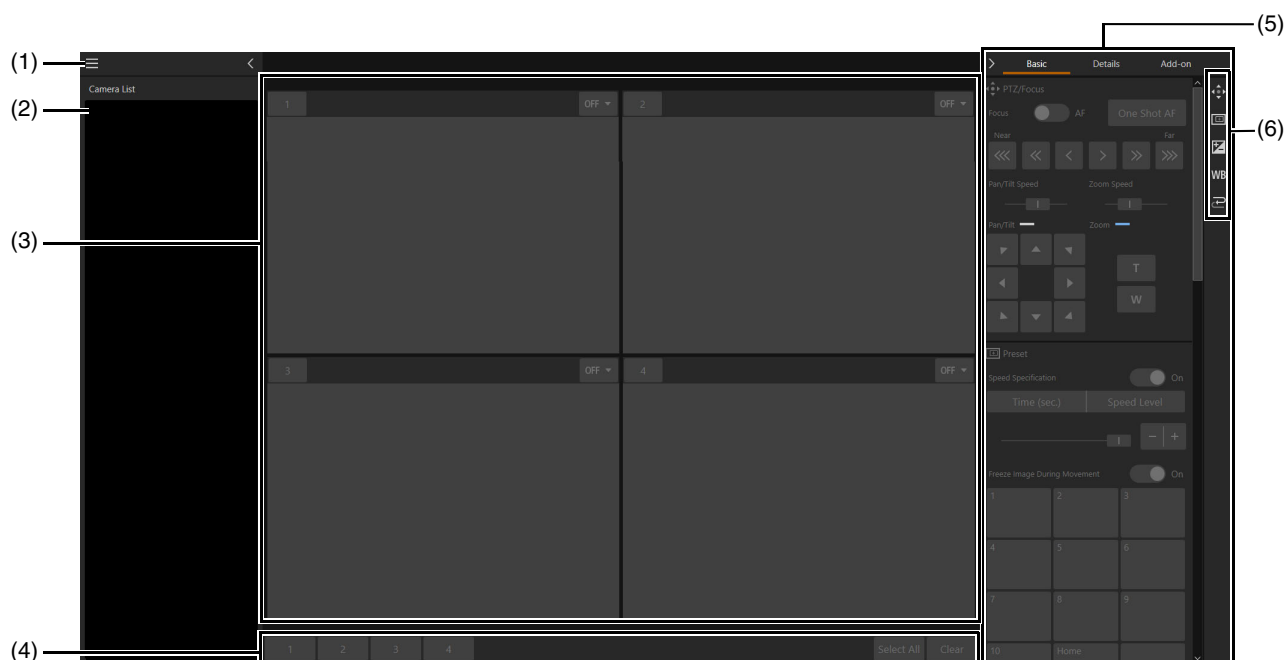 (5)
(1)
Basic Details Add-on
Camera List
(2)
PTZ/Focus
1 OFF 2 OFF
Focus AF One Shot AF
(6)
Near Far
WB
Pan/Tilt Speed Zoom Speed
(3)
Pan/Tilt Zoom
T
W
Preset
3 OFF 4 OFF
Speed Specification On
Time (sec.) Speed Level
− +
Freeze Image During Movement On
1 2 3
4 5 6
7 8 9
(4)
1 2 3 4 Select All Clear
10 Home